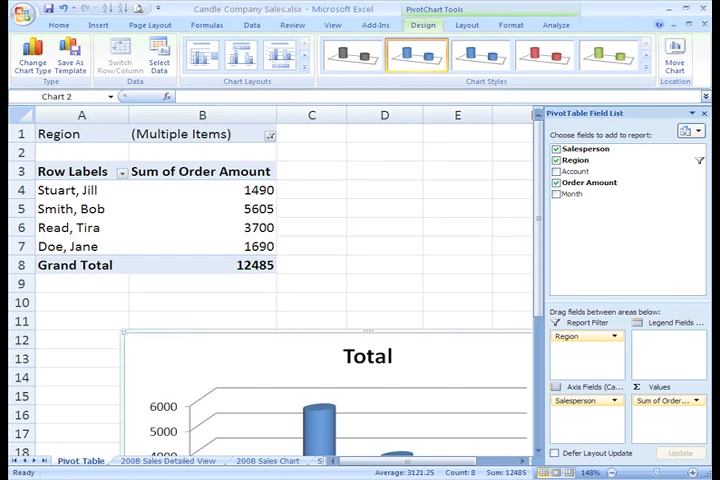 Candle Company Sales.xlsx - Microsoft Excel
PivotChart Tools
Home Insert Page Layout Formulas Data Review View Add-Ins Design Layout Format Analyze
Change Chart Type
Save As Template
Switch Row/Column
Select Data
Move Chart
Type Data Chart Layouts Chart Styles Location
Chart 2
A B C D E
1 Region (Multiple Items)
2
3 Row Labels Sum of Order Amount
4 Stuart, Jill 1490
5 Smith, Bob 5605
6 Read, Tira 3700
7 Doe, Jane 1690
8 Grand Total 12485
9
10
11
12
13
14
15
16
17
18
Total
6000
5000
4000
PivotTable Field List
Choose fields to add to report:
Salesperson
Region
Account
Order Amount
Month
Drag fields between areas below:
Report Filter Legend Fields ...
Region
Axis Fields (Ca... Σ Values
Salesperson Sum of Order...
Defer Layout Update Update
Pivot Table 2008 Sales Detailed View 2008 Sales Chart S
Ready Average: 3121.25 Count: 8 Sum: 12485 148%